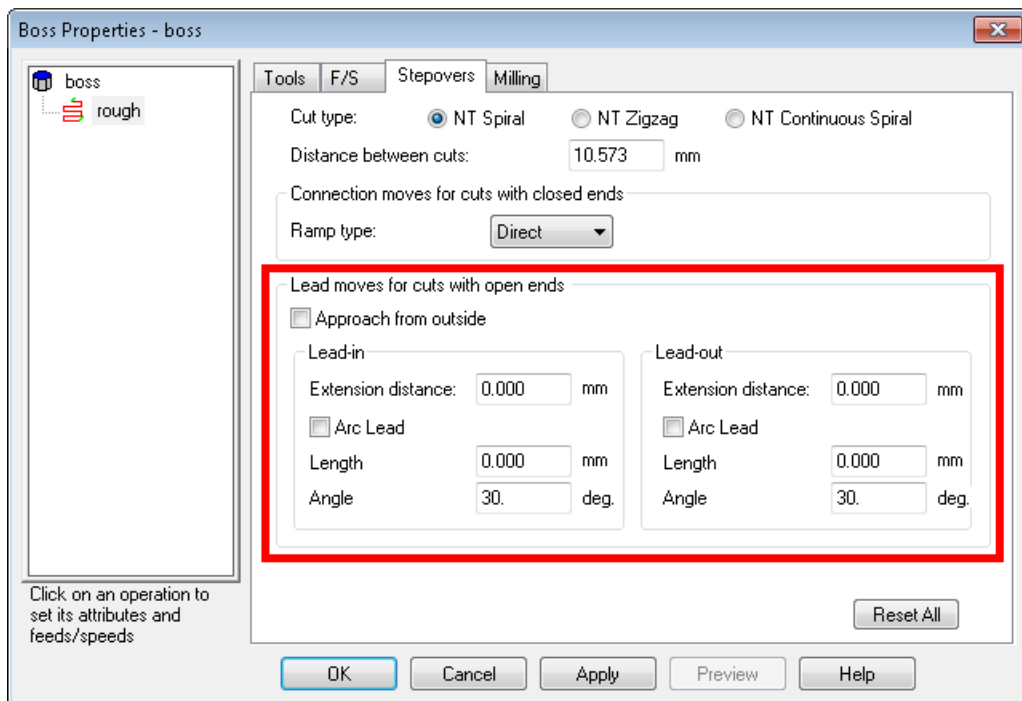 Boss Properties - boss
boss
rough
Tools F/S Stepovers Milling
Cut type: NT Spiral NT Zigzag NT Continuous Spiral
Distance between cuts: 10.573 mm
Connection moves for cuts with closed ends
Ramp type: Direct
Lead moves for cuts with open ends
Approach from outside
Lead-in Lead-out
Extension distance: 0.000 mm Extension distance: 0.000 mm
Arc Lead Arc Lead
Length 0.000 mm Length 0.000 mm
Angle 30. deg. Angle 30. deg.
Click on an operation to
set its attributes and
feeds/speeds
Reset All
OK Cancel Apply Preview Help